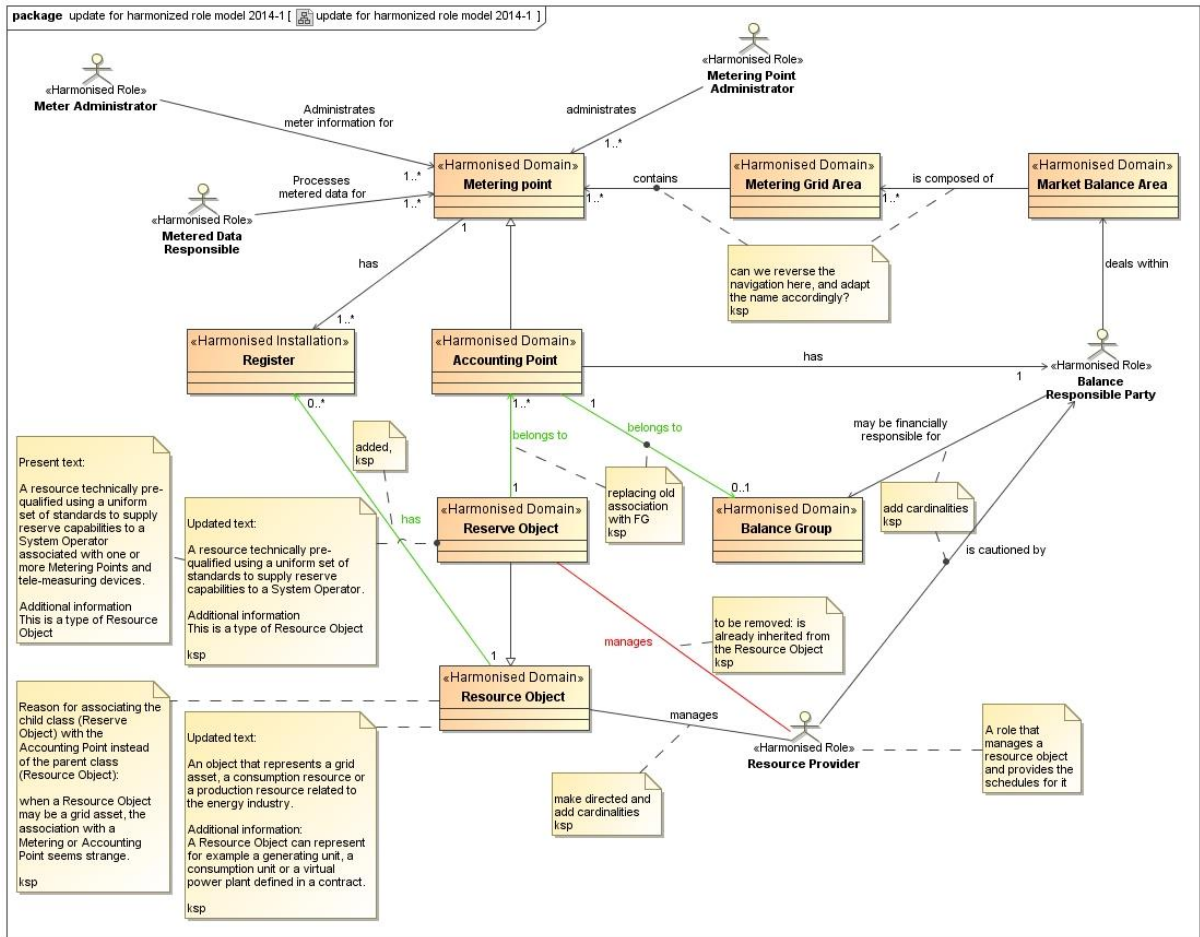 package update for harmonized role model 2014-1 [ update for harmonized role model 2014-1 ]
«Harmonised Role»
Meter Administrator
«Harmonised Role»
Metering Point
Administrator
Administrates
meter information for
1..*
administrates
1..*
Processes
metered data for
1..*
«Harmonised Role»
Metered Data
Responsible
«Harmonised Domain»
Metering point
contains
1..*
«Harmonised Domain»
Metering Grid Area
is composed of
1..*
«Harmonised Domain»
Market Balance Area
can we reverse the
navigation here, and adapt
the name accordingly?
ksp
deals within
1
has
1..*
«Harmonised Installation»
Register
0..*
«Harmonised Domain»
Accounting Point
1..*
1
has
1
«Harmonised Role»
Balance
Responsible Party
belongs to
belongs to
may be financially
responsible for
added,
ksp
replacing old
association
with FG
ksp
add cardinalities
ksp
Present text:
A resource technically pre-
qualified using a uniform
set of standards to supply
reserve capabilities to a
System Operator
associated with one or
more Metering Points and
tele-measuring devices.
Additional information
This is a type of Resource
Object
Updated text:
A resource technically pre-
qualified using a uniform set of
standards to supply reserve
capabilities to a System Operator.
Additional information
This is a type of Resource Object
ksp
has
1
«Harmonised Domain»
Reserve Object
0..1
«Harmonised Domain»
Balance Group
is cautioned by
manages
to be removed: is
already inherited from
the Resource Object
ksp
1
«Harmonised Domain»
Resource Object
manages
«Harmonised Role»
Resource Provider
A role that
manages a
resource object
and provides the
schedules for it
make directed and
add cardinalities
ksp
Reason for associating the
child class (Reserve
Object) with the
Accounting Point instead
of the parent class
(Resource Object):
when a Resource Object
may be a grid asset, the
association with a
Metering or Accounting
Point seems strange.
ksp
Updated text:
An object that represents a grid
asset, a consumption resource or
a production resource related to
the energy industry.
Additional information:
A Resource Object can represent
for example a generating unit, a
consumption unit or a virtual
power plant defined in a contract.
ksp